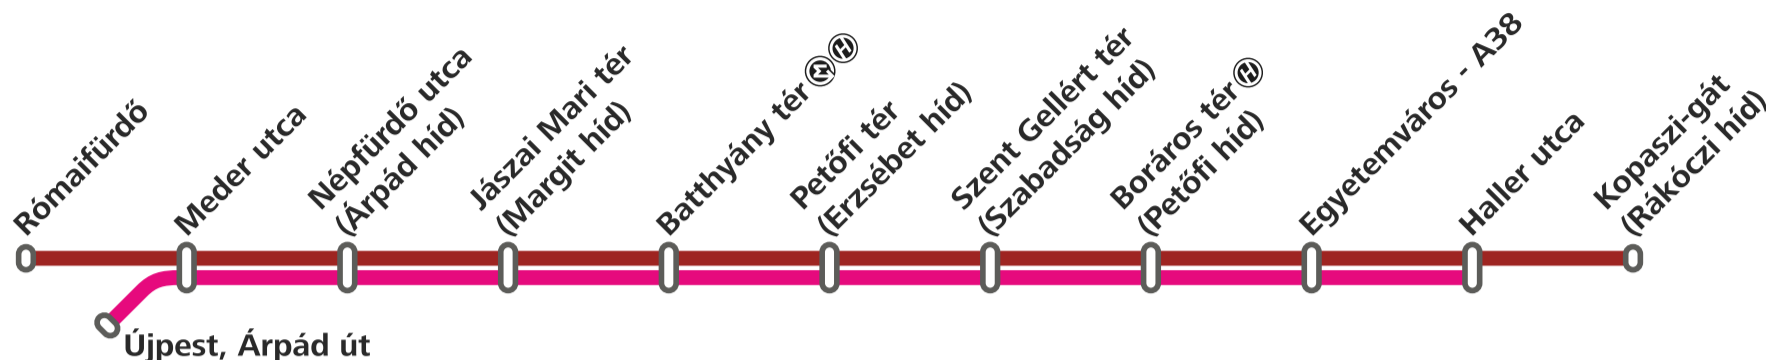 Rómaifürdő
Meder utca
Népfürdő utca
(Árpád híd)
Jászai Mari tér
(Margit híd)
Batthyány tér M H
Petőfi tér
(Erzsébet híd)
Szent Gellért tér
(Szabadság híd)
Boráros tér H
(Petőfi híd)
Egyetemváros - A38
Haller utca
Kopaszi-gát
(Rákóczi híd)
Újpest, Árpád út